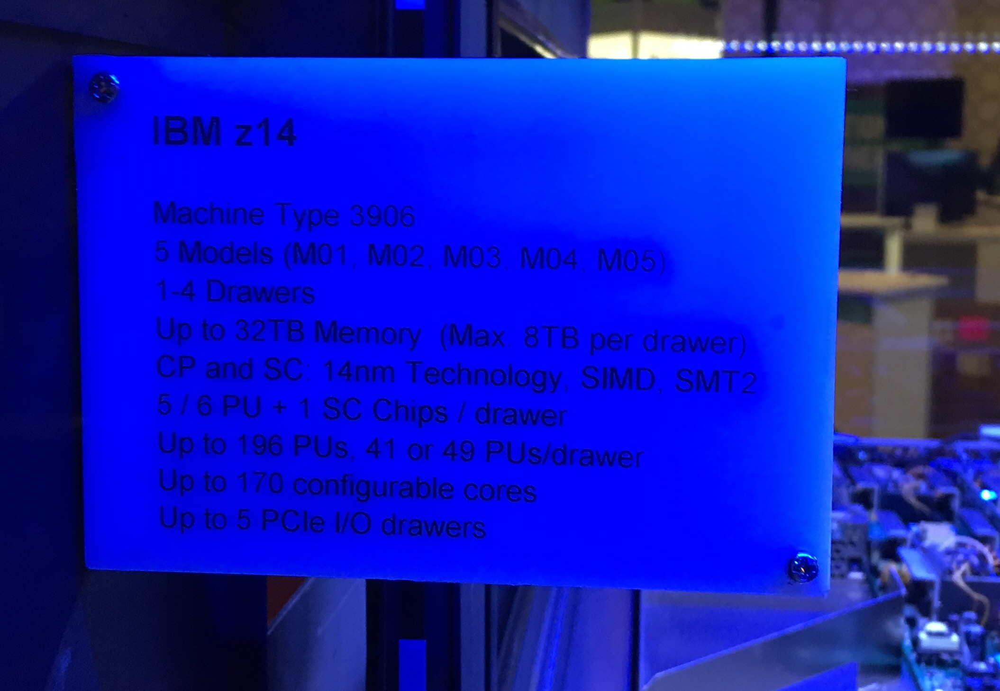 IBM z14
Machine Type 3906
5 Models (M01, M02, M03, M04, M05)
1-4 Drawers
Up to 32TB Memory (Max. 8TB per drawer)
CP and SC: 14nm Technology, SIMD, SMT2
5 / 6 PU + 1 SC Chips / drawer
Up to 196 PUs, 41 or 49 PUs/drawer
Up to 170 configurable cores
Up to 5 PCIe I/O drawers